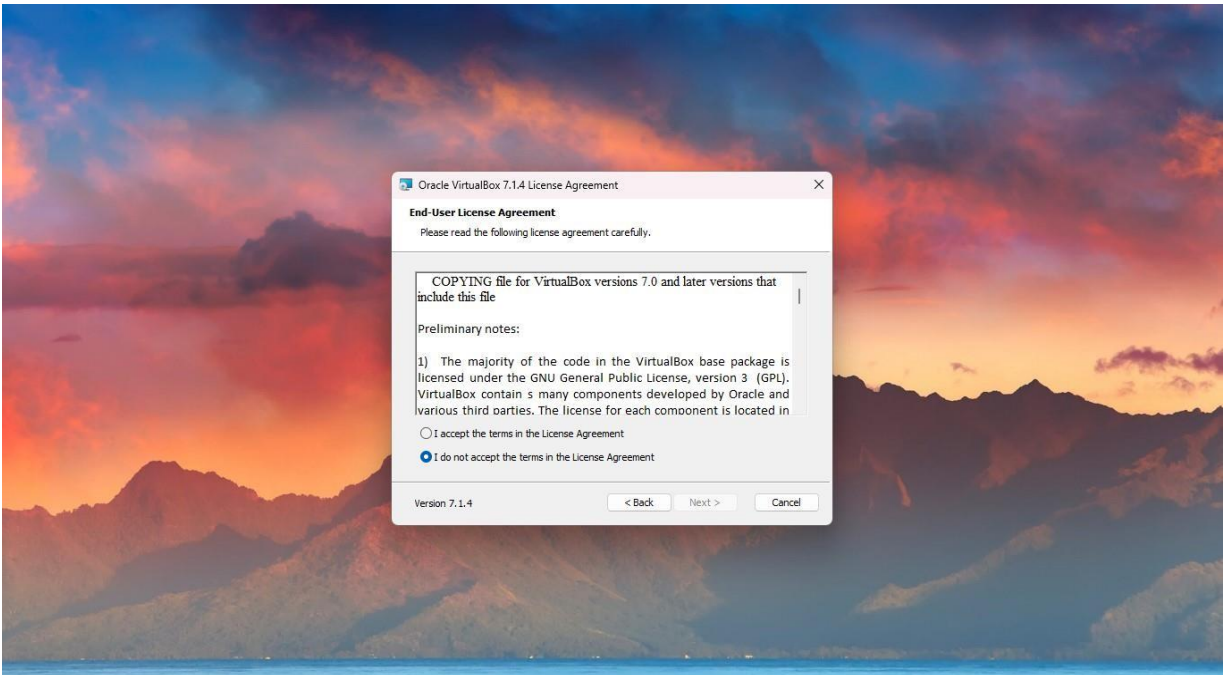 Oracle VirtualBox 7.1.4 License Agreement
End-User License Agreement
Please read the following license agreement carefully.
COPYING file for VirtualBox versions 7.0 and later versions that
include this file
Preliminary notes:
1) The majority of the code in the VirtualBox base package is
licensed under the GNU General Public License, version 3 (GPL).
VirtualBox contain s many components developed by Oracle and
various third parties. The license for each component is located in
I accept the terms in the License Agreement
I do not accept the terms in the License Agreement
Version 7.1.4
< Back Next > Cancel